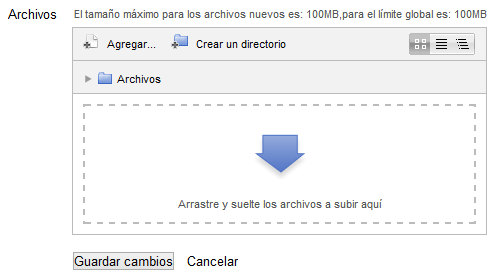 Archivos
El tamaño máximo para los archivos nuevos es: 100MB,para el límite global es: 100MB
Agregar... Crear un directorio
Archivos
Arrastre y suelte los archivos a subir aquí
Guardar cambios Cancelar